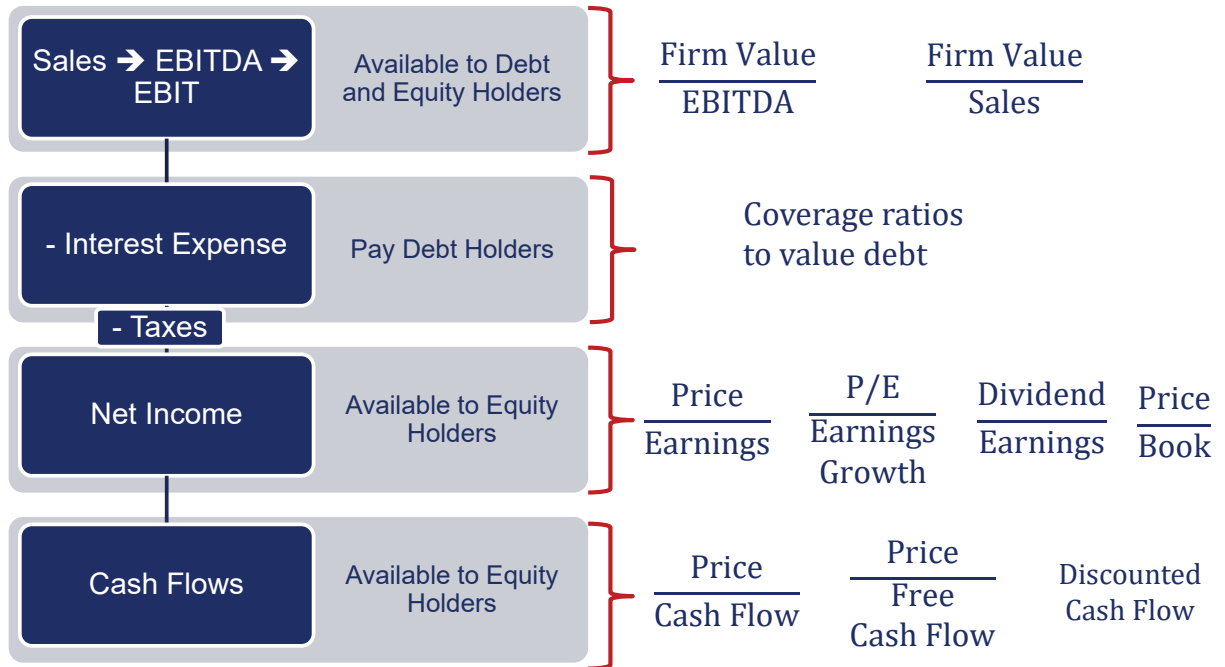 Sales ➔ EBITDA ➔
EBIT
Available to Debt
and Equity Holders
Firm Value
EBITDA
Firm Value
Sales
- Interest Expense
Pay Debt Holders
Coverage ratios
to value debt
- Taxes
Net Income
Available to Equity
Holders
Price
Earnings
P/E
Earnings
Growth
Dividend
Earnings
Price
Book
Cash Flows
Available to Equity
Holders
Price
Cash Flow
Price
Free
Cash Flow
Discounted
Cash Flow